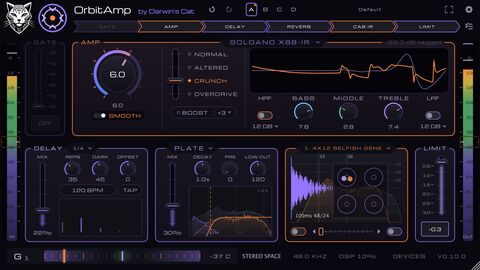 OrbitAmp by Darwin's Cat
A B C D
Default
GATE AMP DELAY REVERB CABIR LIMIT
GATE
OFF
AMP
SOLDANO X88-IR
6.0
6.0
SMOOTH
NORMAL
ALTERED
CRUNCH
OVERDRIVE
BOOST +3
HPF BASS MIDDLE TREBLE LPF
12 DB 7.8 2.8 7.4 12 DB
DELAY 1/4
MIX REPS DARK OFFSET
35 45 0
120 BPM TAP
22%
PLATE
MIX DECAY PRE LOW CUT
1.0x 0 120
30%
1: 4X12 SELFISH GENE
25 30
100ms 48/24
LIMIT
-0.3
G 1 -37 C STEREO SPACE 48.0 KHZ DSP 10% DEVICES V0.10.0